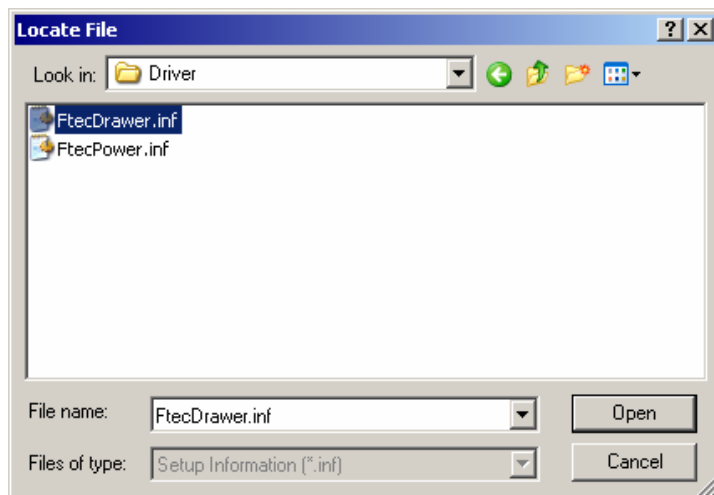 Locate File
Look in: Driver
FtecDrawer.inf
FtecPower.inf
File name: FtecDrawer.inf Open
Files of type: Setup Information (*.inf) Cancel